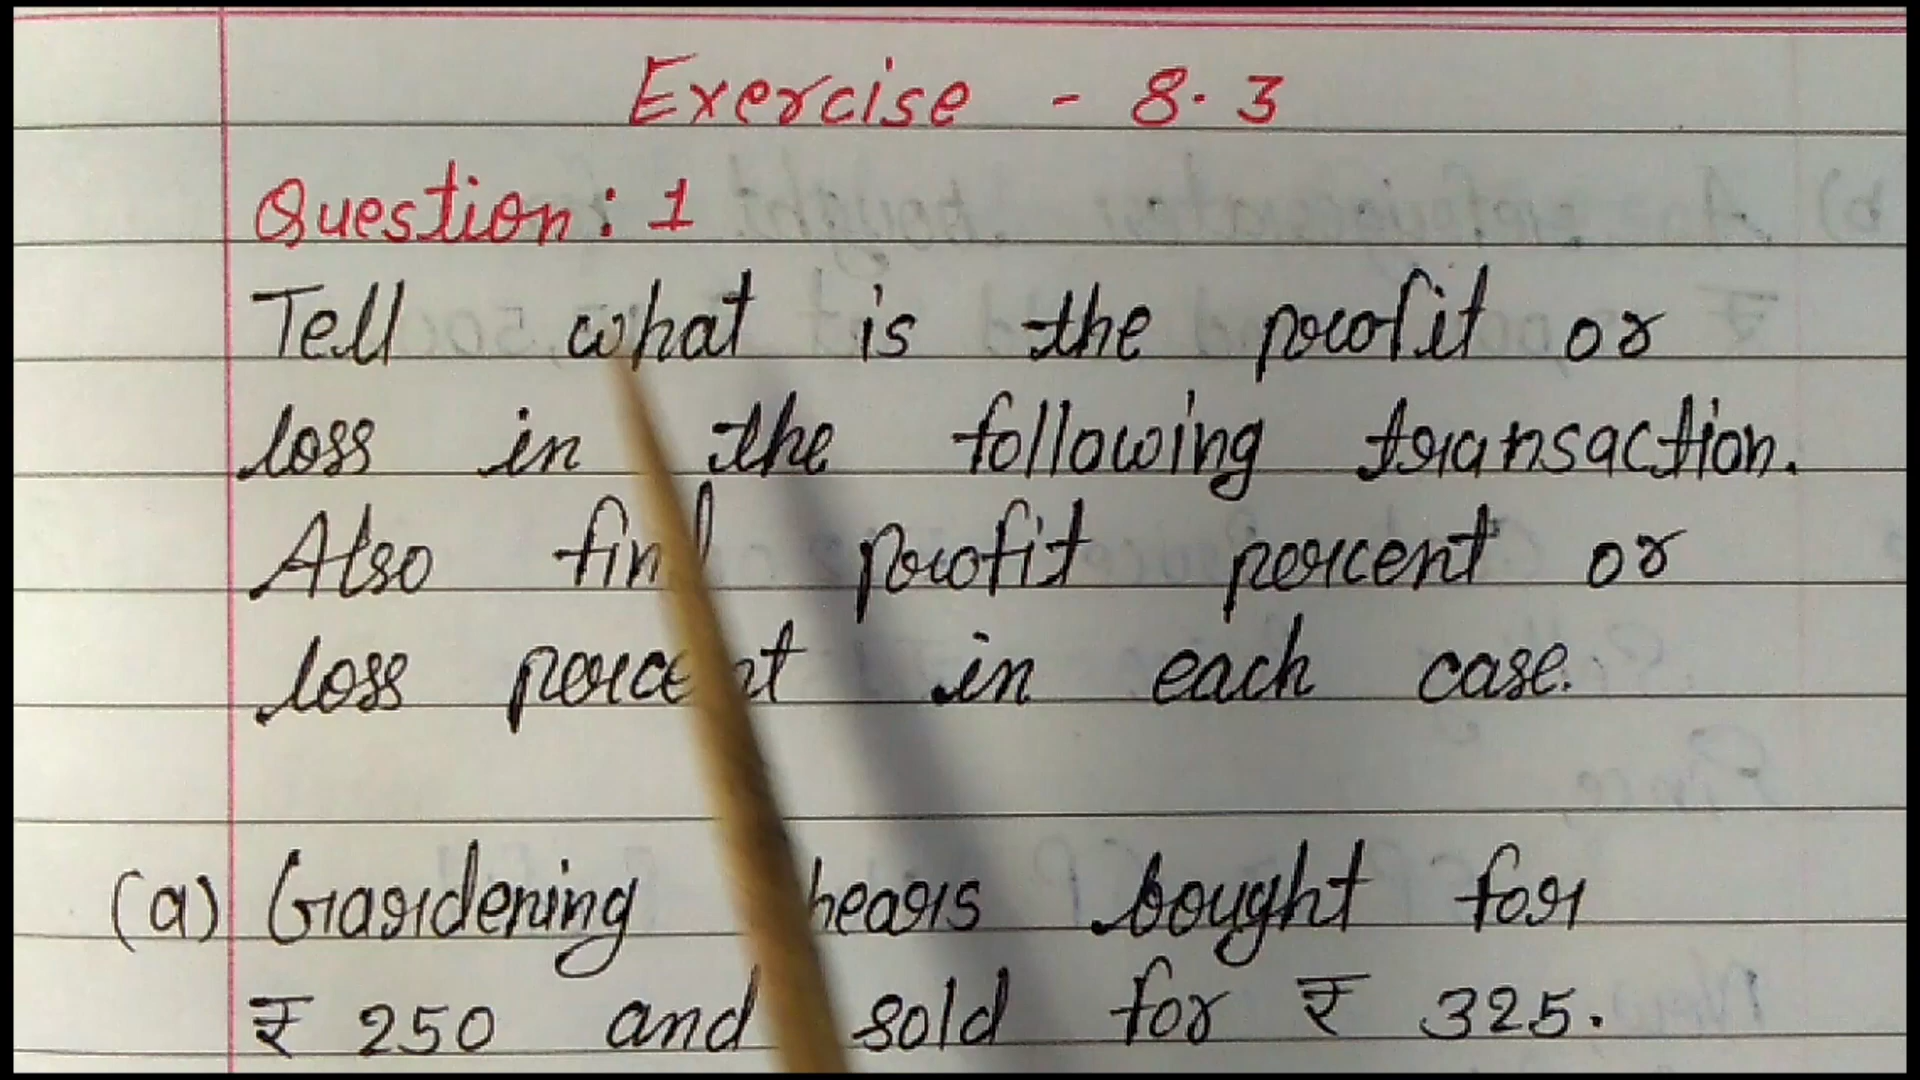 Exercise - 8.3
Question: 1
Tell what is the profit or
loss in the following transaction.
Also find profit percent or
loss percent in each case.
(a) Gardening shears bought for
₹ 250 and sold for ₹ 325.